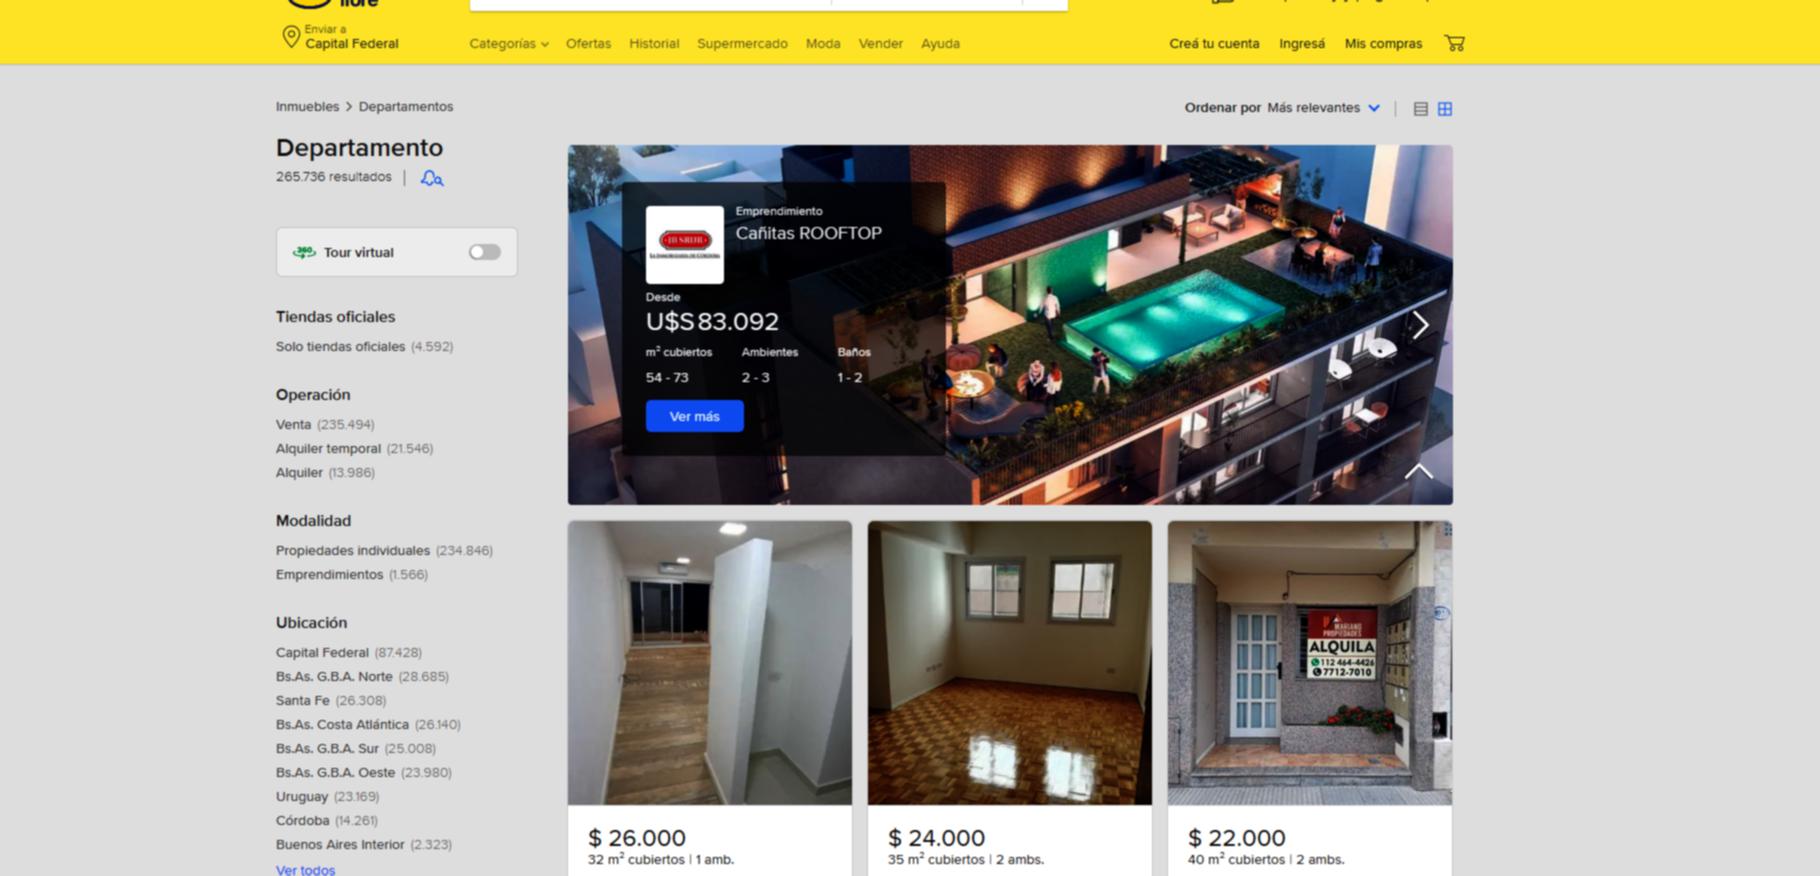 libre
Enviar a
Capital Federal
Categorías
Ofertas
Historial
Supermercado
Moda
Vender
Ayuda
Creá tu cuenta
Ingresá
Mis compras
Inmuebles > Departamentos
Ordenar por Más relevantes
Departamento
265.736 resultados
360
Tour virtual
Tiendas oficiales
Solo tiendas oficiales (4.592)
Operación
Venta (235.494)
Alquiler temporal (21.546)
Alquiler (13.986)
Modalidad
Propiedades individuales (234.846)
Emprendimientos (1.566)
Ubicación
Capital Federal (87.428)
Bs.As. G.B.A. Norte (28.685)
Santa Fe (26.308)
Bs.As. Costa Atlántica (26.140)
Bs.As. G.B.A. Sur (25.008)
Bs.As. G.B.A. Oeste (23.980)
Uruguay (23.169)
Córdoba (14.261)
Buenos Aires Interior (2.323)
Ver todos
Emprendimiento
Cañitas ROOFTOP
Desde
U$S 83.092
m² cubiertos Ambientes Baños
54 - 73 2 - 3 1 - 2
Ver más
MARIANO
PROPIEDADES
ALQUILA
112 464-4426
7712-7010
$ 26.000
32 m² cubiertos | 1 amb.
$ 24.000
35 m² cubiertos | 2 ambs.
$ 22.000
40 m² cubiertos | 2 ambs.